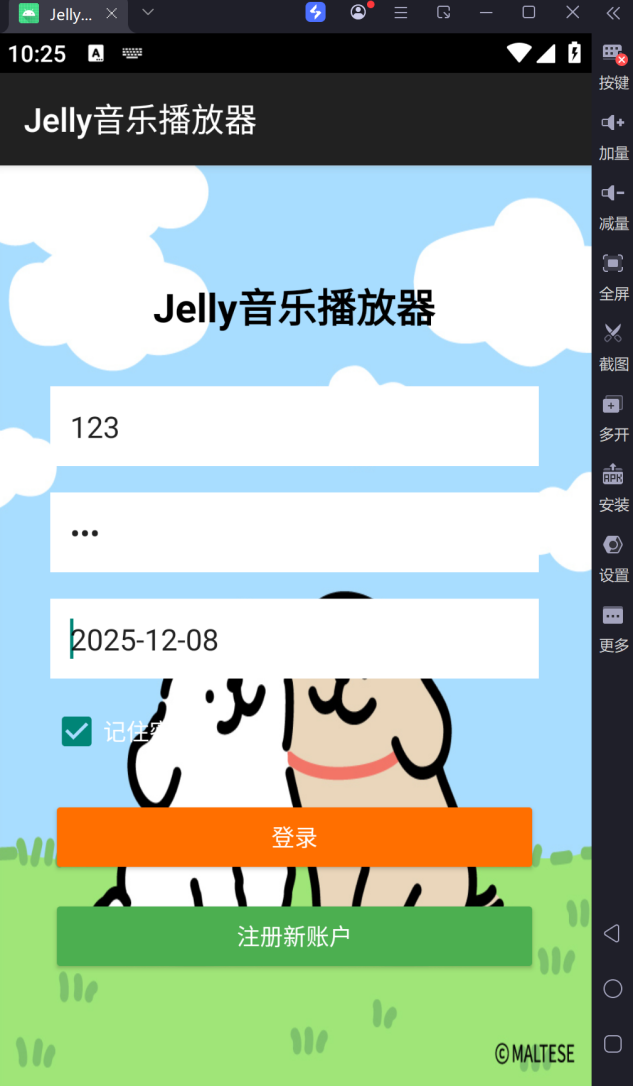 Jelly...
10:25
Jelly音乐播放器
Jelly音乐播放器
123
•••
2025-12-08
记住
登录
注册新账户
©MALTESE
按键
加量
减量
全屏
截图
多开
APK
安装
设置
更多